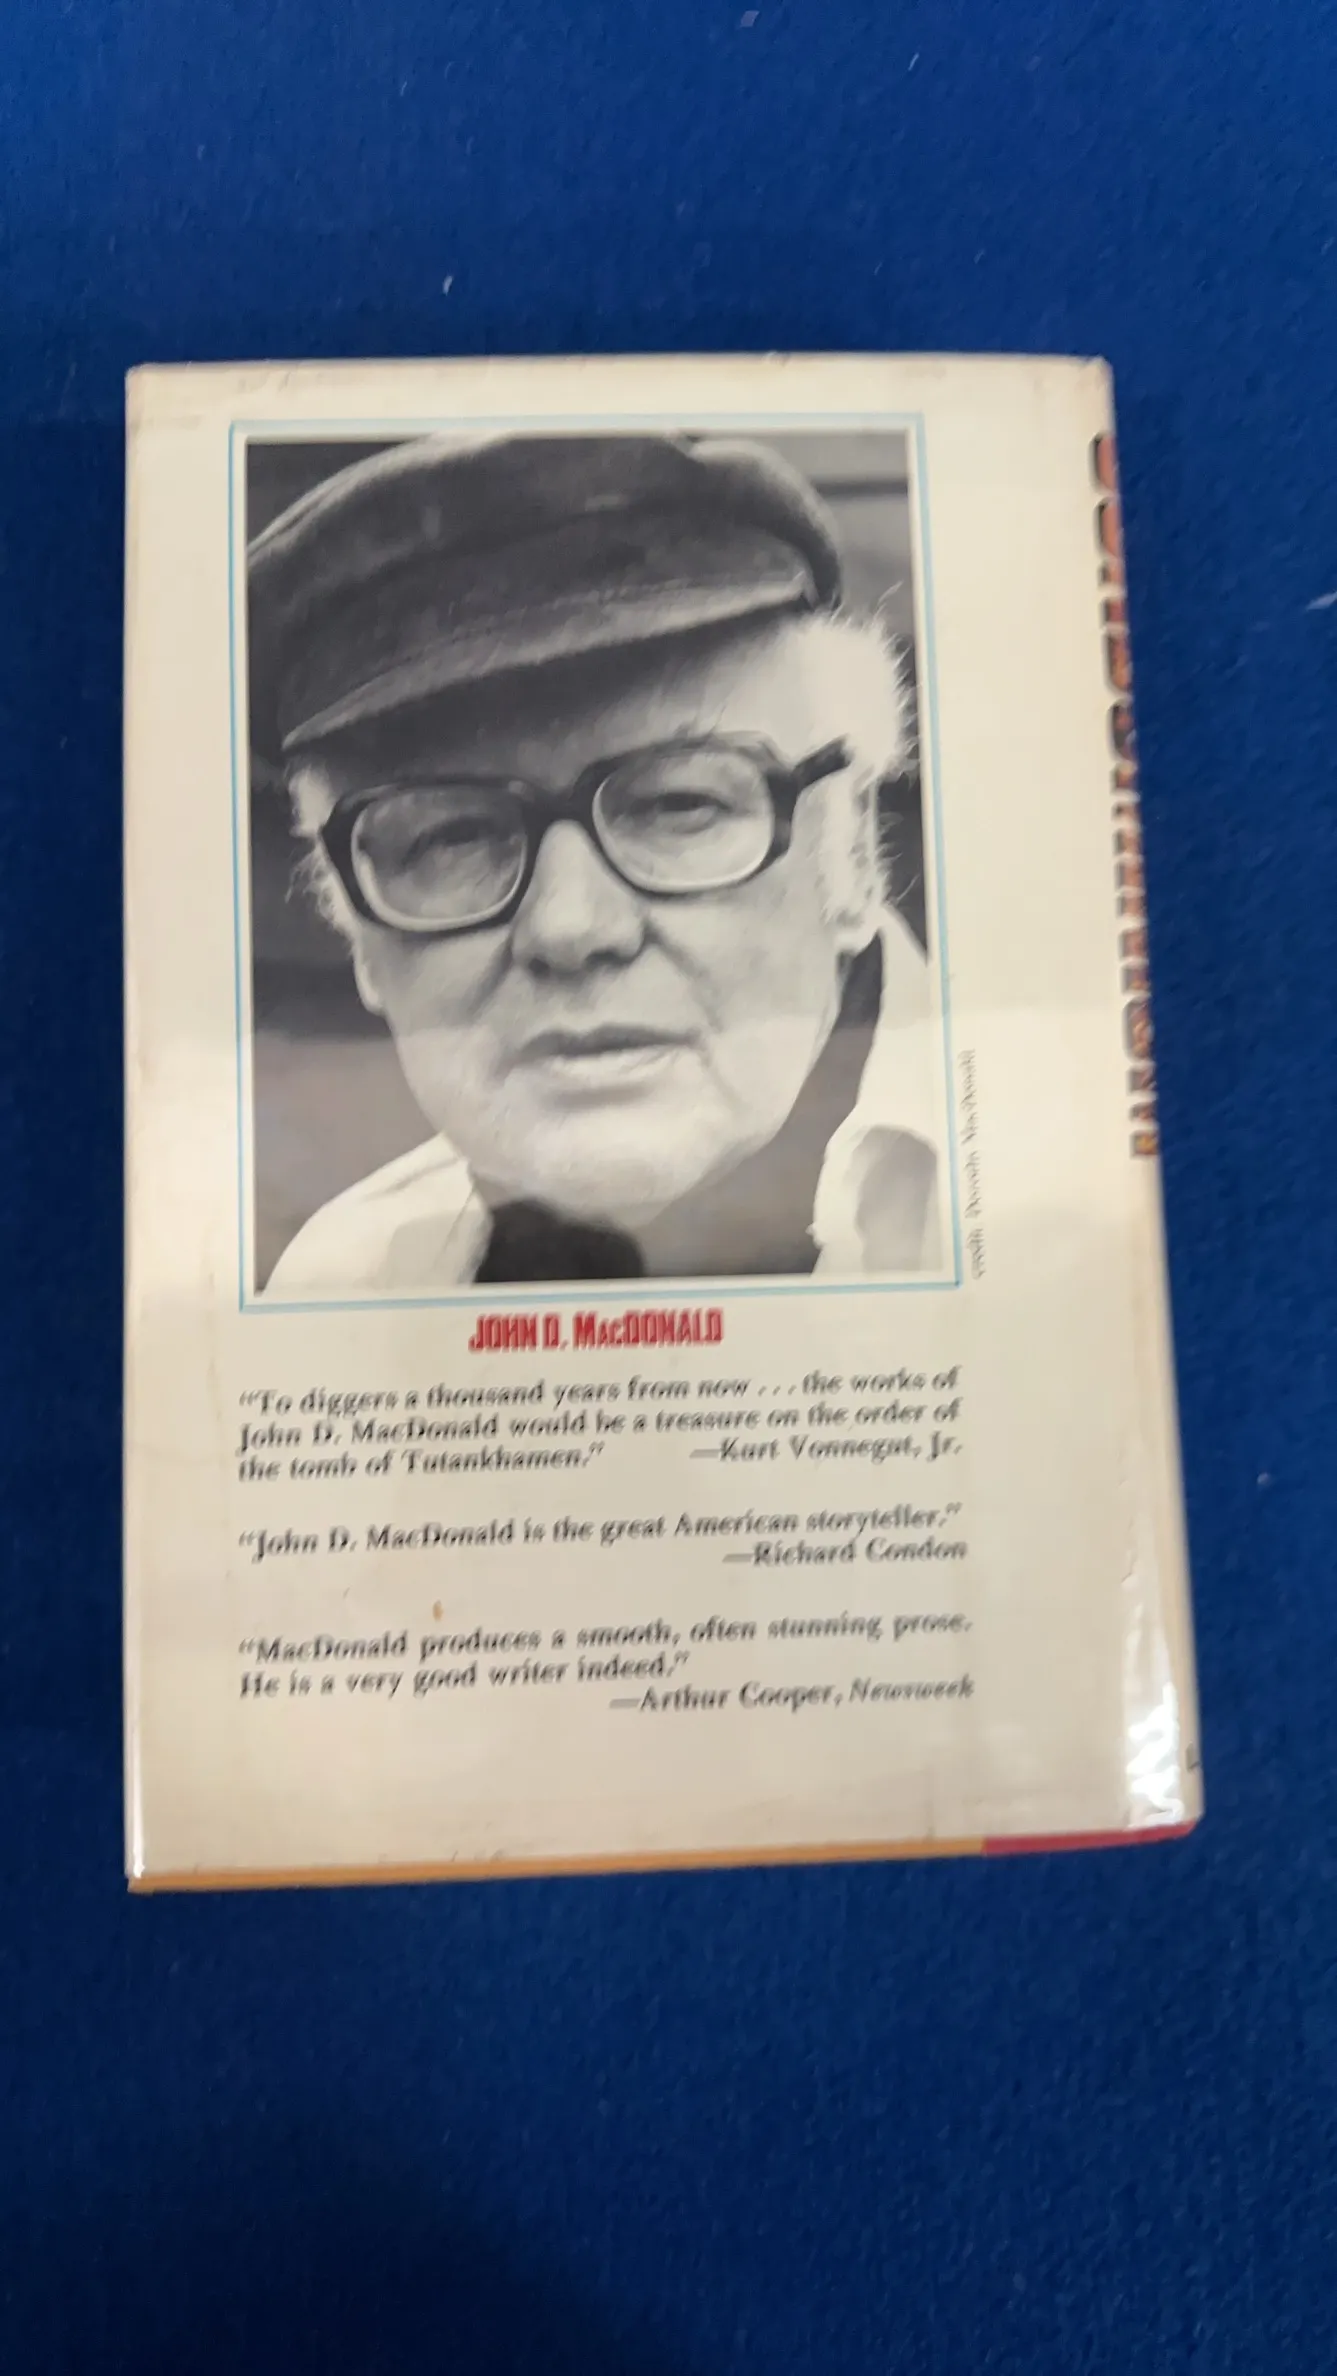 JOHN D. MACDONALD
“To diggers a thousand years from now . . . the works of
John D. MacDonald would be a treasure on the order of
the tomb of Tutankhamen.” —Kurt Vonnegut, Jr.
“John D. MacDonald is the great American storyteller.”
—Richard Condon
“MacDonald produces a smooth, often stunning, prose.
He is a very good writer indeed.”
—Arthur Cooper, Newsweek